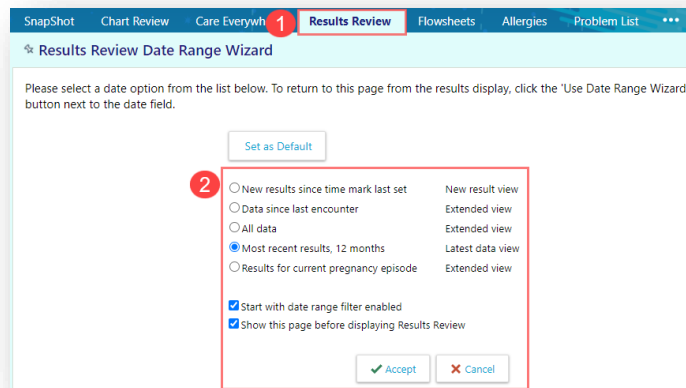 SnapShot Chart Review Care Everywh 1 Results Review Flowsheets Allergies Problem List •••
Results Review Date Range Wizard
Please select a date option from the list below. To return to this page from the results display, click the 'Use Date Range Wizard
button next to the date field.
Set as Default
2
New results since time mark last set New result view
Data since last encounter Extended view
All data Extended view
Most recent results, 12 months Latest data view
Results for current pregnancy episode Extended view
Start with date range filter enabled
Show this page before displaying Results Review
Accept Cancel